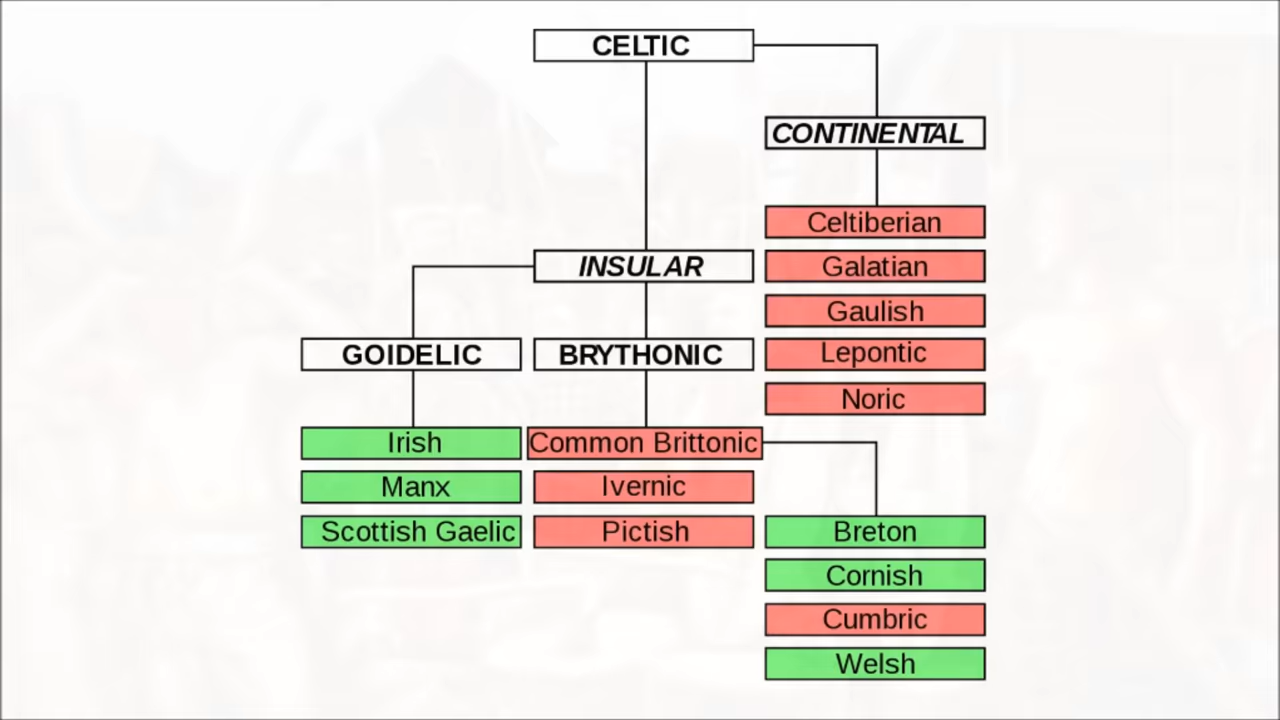 CELTIC
CONTINENTAL
Celtiberian
Galatian
Gaulish
Lepontic
Noric
INSULAR
GOIDELIC
Irish
Manx
Scottish Gaelic
BRYTHONIC
Common Brittonic
Ivernic
Pictish
Breton
Cornish
Cumbric
Welsh